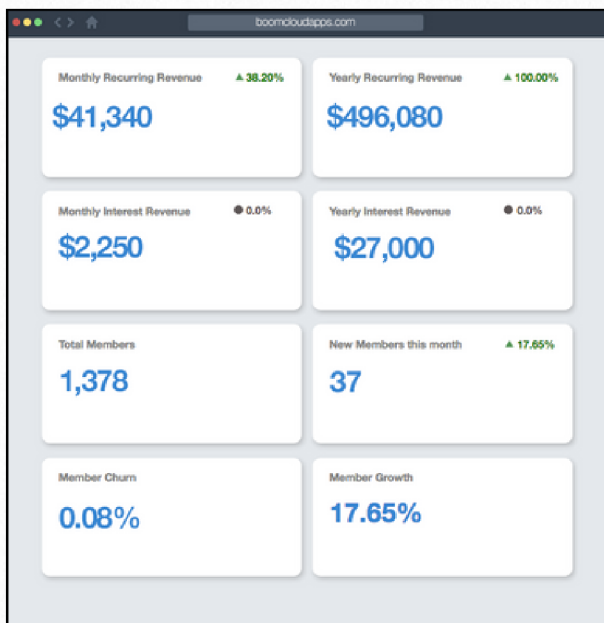 boomcloudapps.com
Monthly Recurring Revenue ▲ 38.20%
$41,340
Yearly Recurring Revenue ▲ 100.00%
$496,080
Monthly Interest Revenue ● 0.0%
$2,250
Yearly Interest Revenue ● 0.0%
$27,000
Total Members
1,378
New Members this month ▲ 17.65%
37
Member Churn
0.08%
Member Growth
17.65%